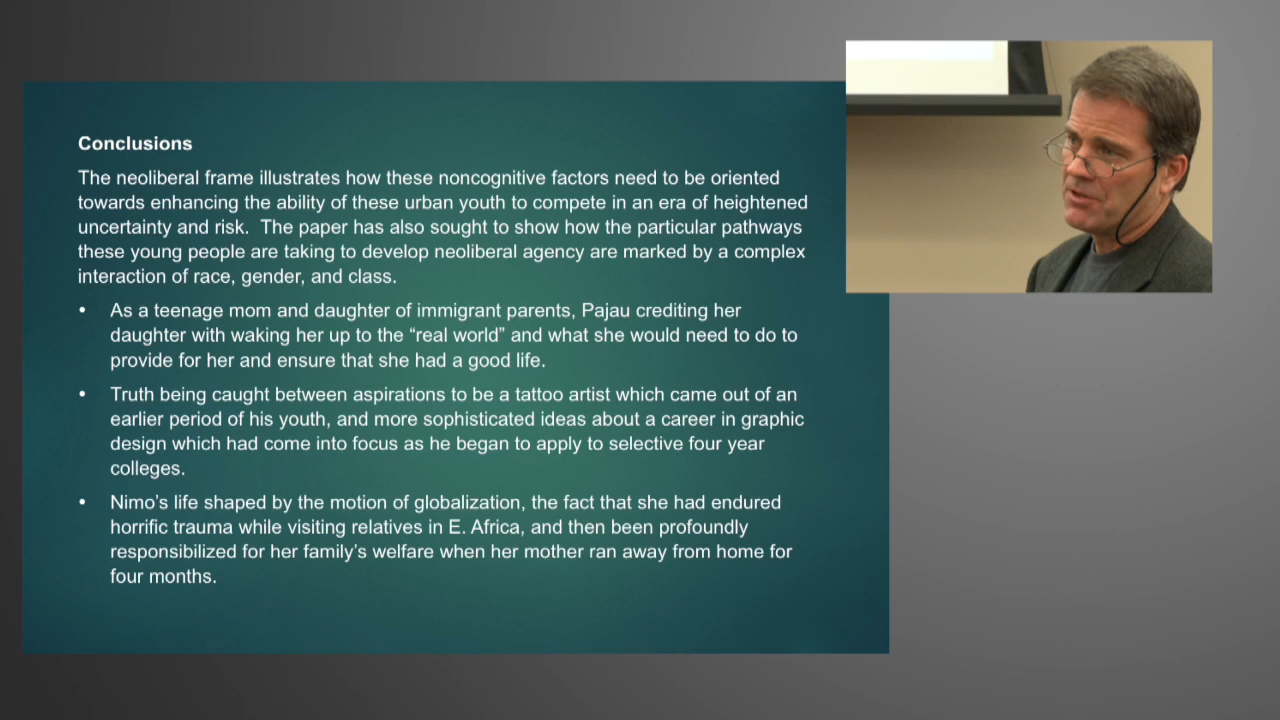 Conclusions
The neoliberal frame illustrates how these noncognitive factors need to be oriented
towards enhancing the ability of these urban youth to compete in an era of heightened
uncertainty and risk.  The paper has also sought to show how the particular pathways
these young people are taking to develop neoliberal agency are marked by a complex
interaction of race, gender, and class.
• As a teenage mom and daughter of immigrant parents, Pajau crediting her
daughter with waking her up to the “real world” and what she would need to do to
provide for her and ensure that she had a good life.
• Truth being caught between aspirations to be a tattoo artist which came out of an
earlier period of his youth, and more sophisticated ideas about a career in graphic
design which had come into focus as he began to apply to selective four year
colleges.
• Nimo’s life shaped by the motion of globalization, the fact that she had endured
horrific trauma while visiting relatives in E. Africa, and then been profoundly
responsibilized for her family’s welfare when her mother ran away from home for
four months.